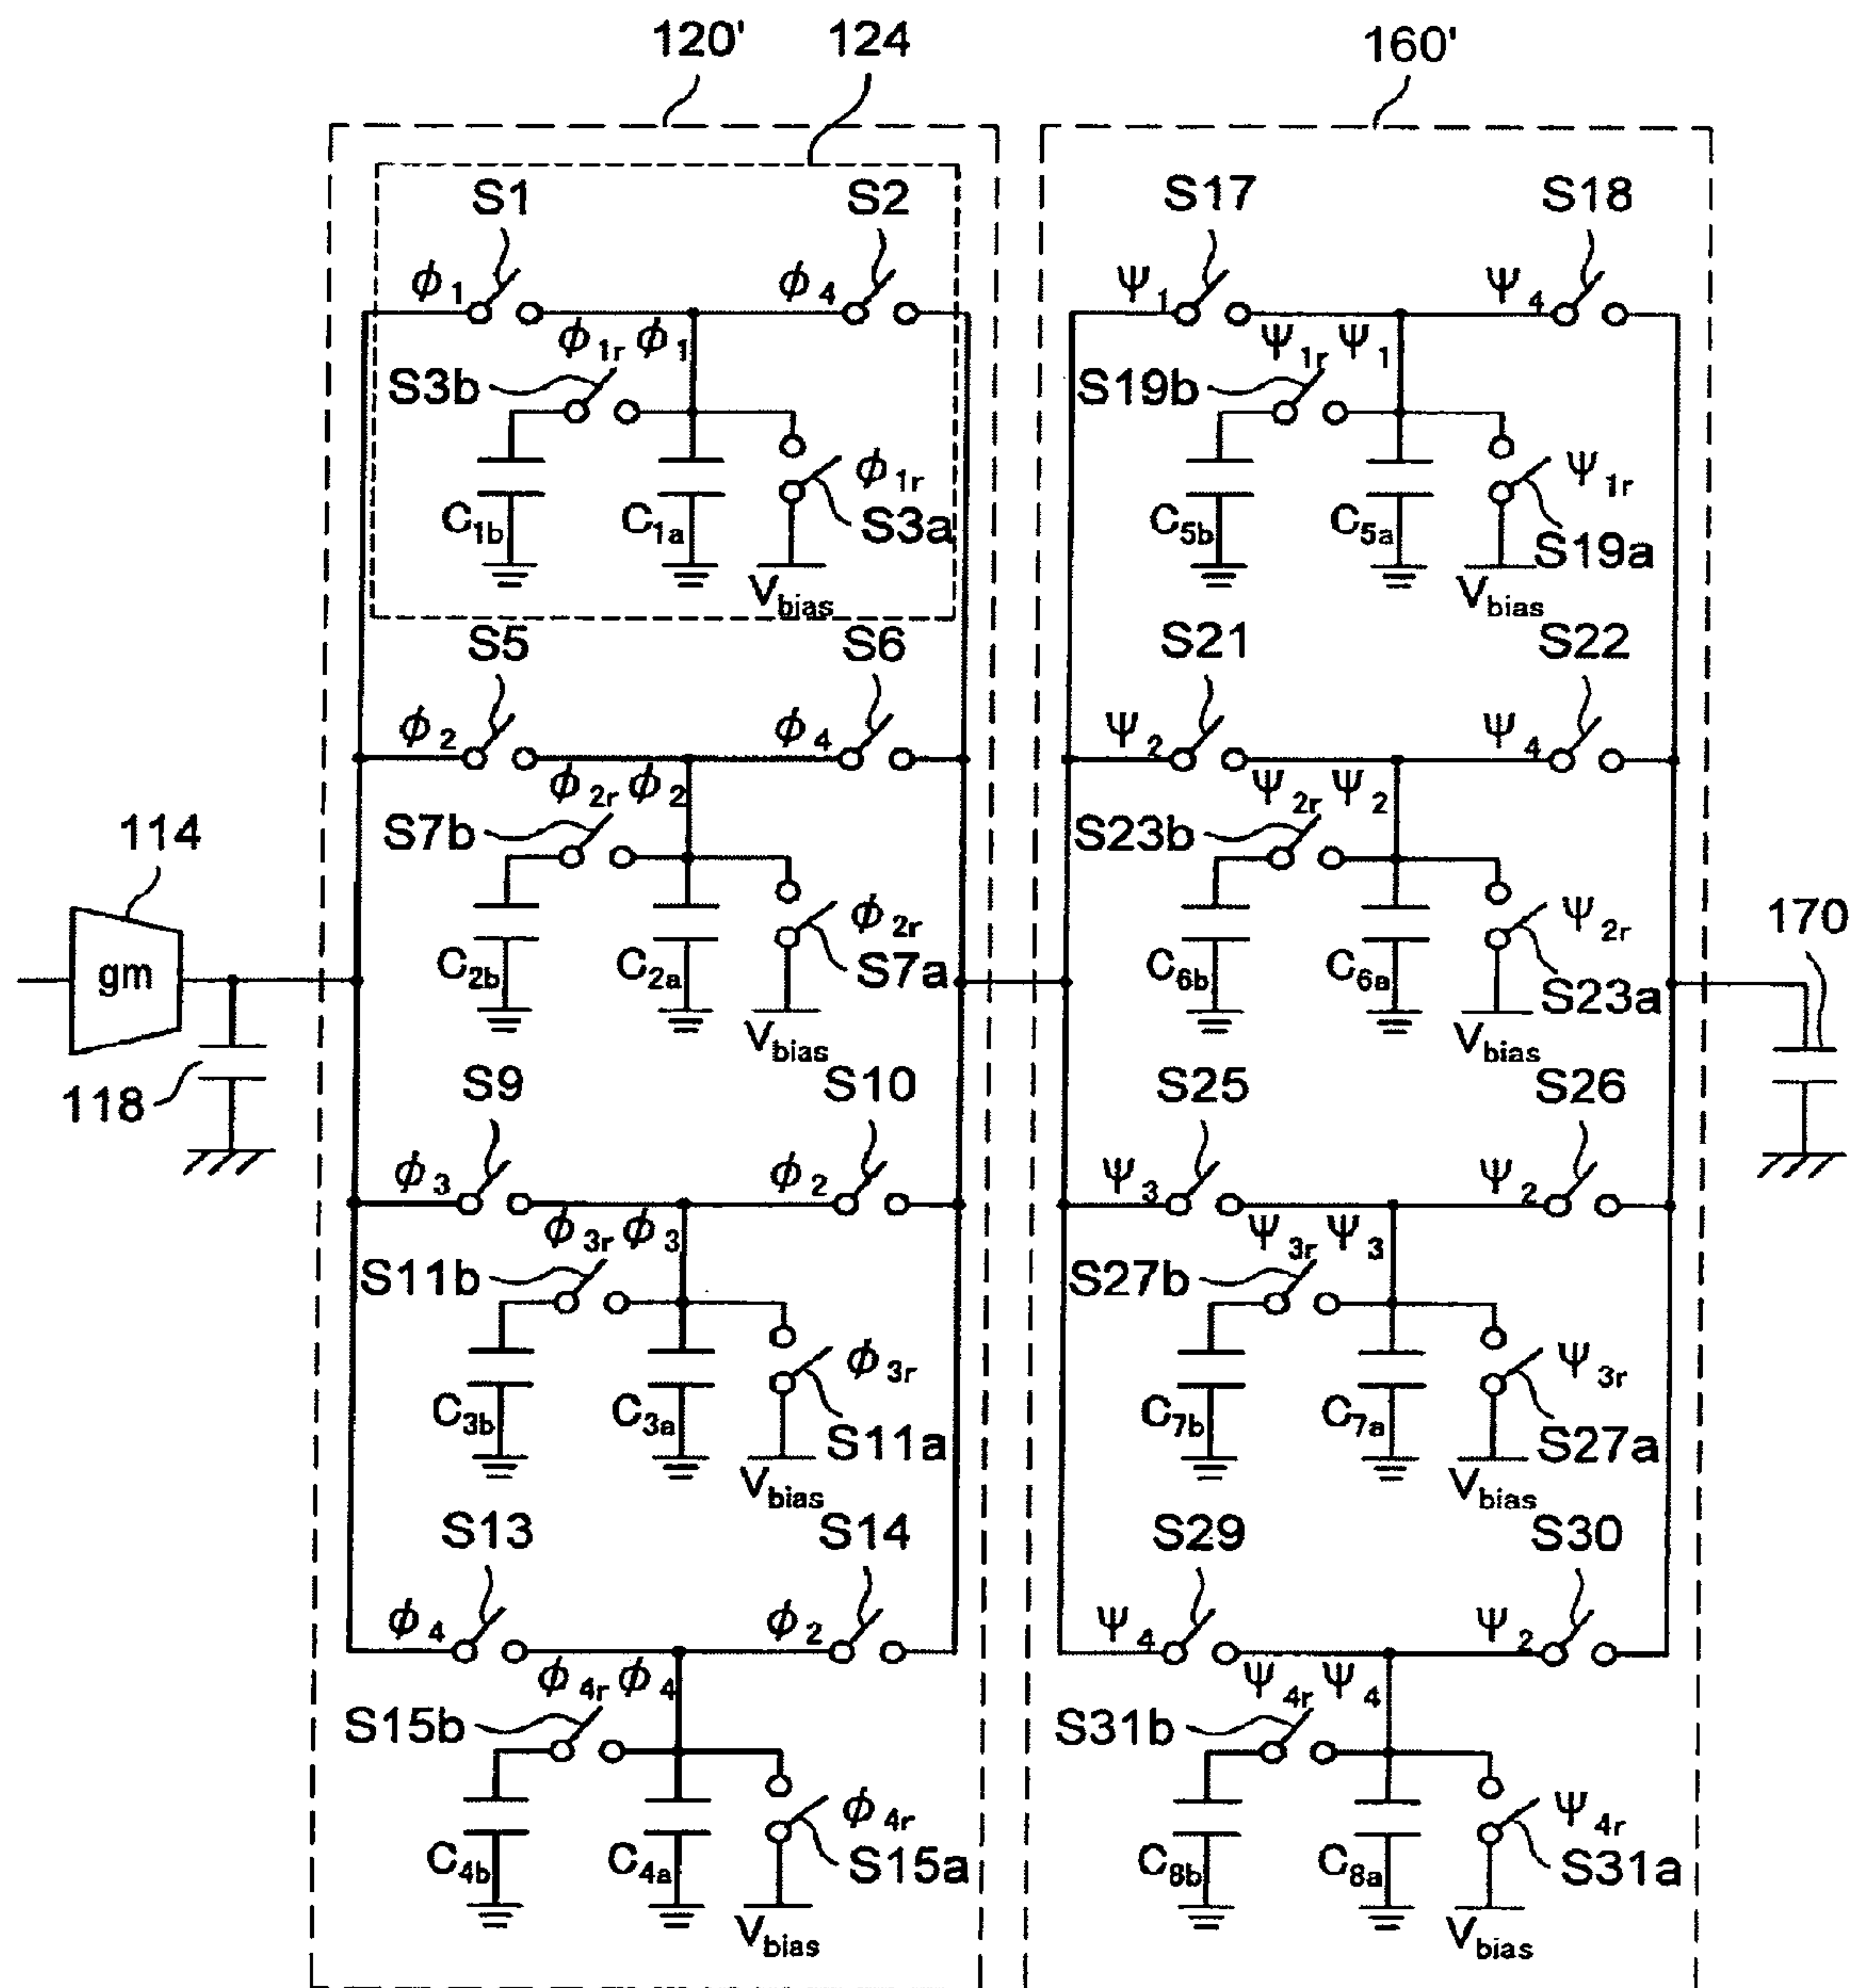 120' 124 160'
S1 S2 S17 S18
ϕ1 ϕ4 Ψ1 Ψ4
ϕ1r ϕ1 Ψ1r Ψ1
S3b S19b
ϕ1r Ψ1r
C1b C1a S3a C5b C5a S19a
Vbias Vbias
S5 S6 S21 S22
ϕ2 ϕ4 Ψ2 Ψ4
ϕ2r ϕ2 Ψ2r Ψ2
114 S7b S23b
ϕ2r Ψ2r 170
gm C2b C2a S7a C6b C6a S23a
Vbias Vbias
118 S9 S10 S25 S26
ϕ3 ϕ2 Ψ3 Ψ2
ϕ3r ϕ3 Ψ3r Ψ3
S11b S27b
ϕ3r Ψ3r
C3b C3a S11a C7b C7a S27a
Vbias Vbias
S13 S14 S29 S30
ϕ4 ϕ2 Ψ4 Ψ2
ϕ4r ϕ4 Ψ4r Ψ4
S15b S31b
ϕ4r Ψ4r
C4b C4a S15a C8b C8a S31a
Vbias Vbias